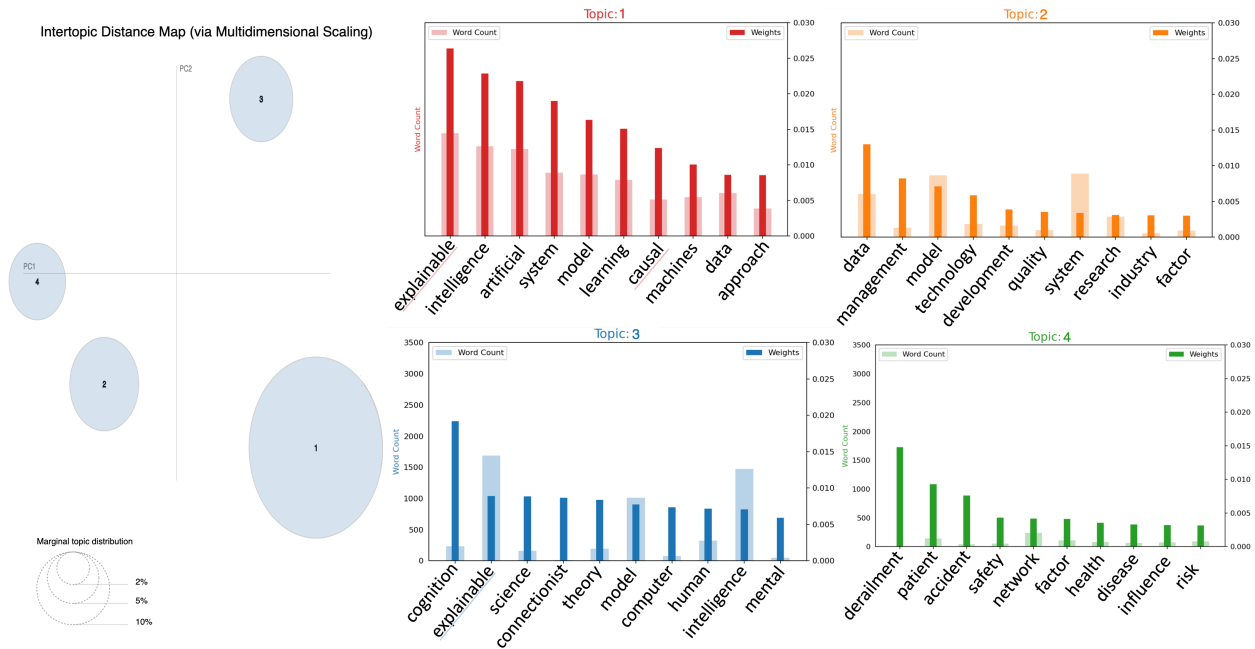 Intertopic Distance Map (via Multidimensional Scaling)
PC2
3
PC1
4
2
1
Marginal topic distribution
2%
5%
10%
Topic: 1
Word Count
Weights
0.030
0.025
0.020
0.015
0.010
0.005
0.000
Word Count
explainable
intelligence
artificial
system
model
learning
causal
machines
data
approach
Topic: 2
Word Count
Weights
0.030
0.025
0.020
0.015
0.010
0.005
0.000
Word Count
data
management
model
technology
development
quality
system
research
industry
factor
Topic: 3
Word Count
Weights
3500
3000
2500
2000
1500
1000
500
0
Word Count
0.030
0.025
0.020
0.015
0.010
0.005
0.000
cognition
explainable
science
connectionist
theory
model
computer
human
intelligence
mental
Topic: 4
Word Count
Weights
3500
3000
2500
2000
1500
1000
500
0
Word Count
0.030
0.025
0.020
0.015
0.010
0.005
0.000
derailment
patient
accident
safety
network
factor
health
disease
influence
risk